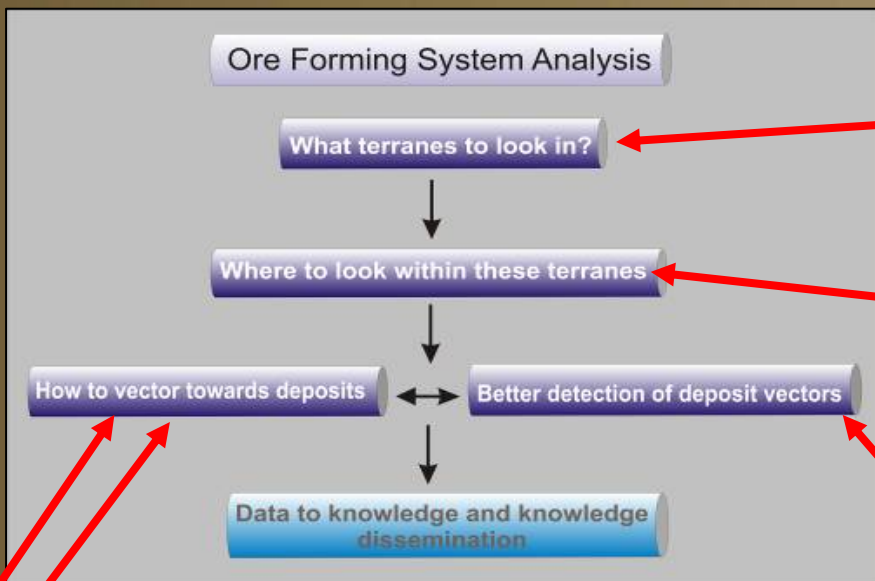 Ore Forming System Analysis
What terranes to look in?
Where to look within these terranes
How to vector towards deposits
Better detection of deposit vectors
Data to knowledge and knowledge
dissemination